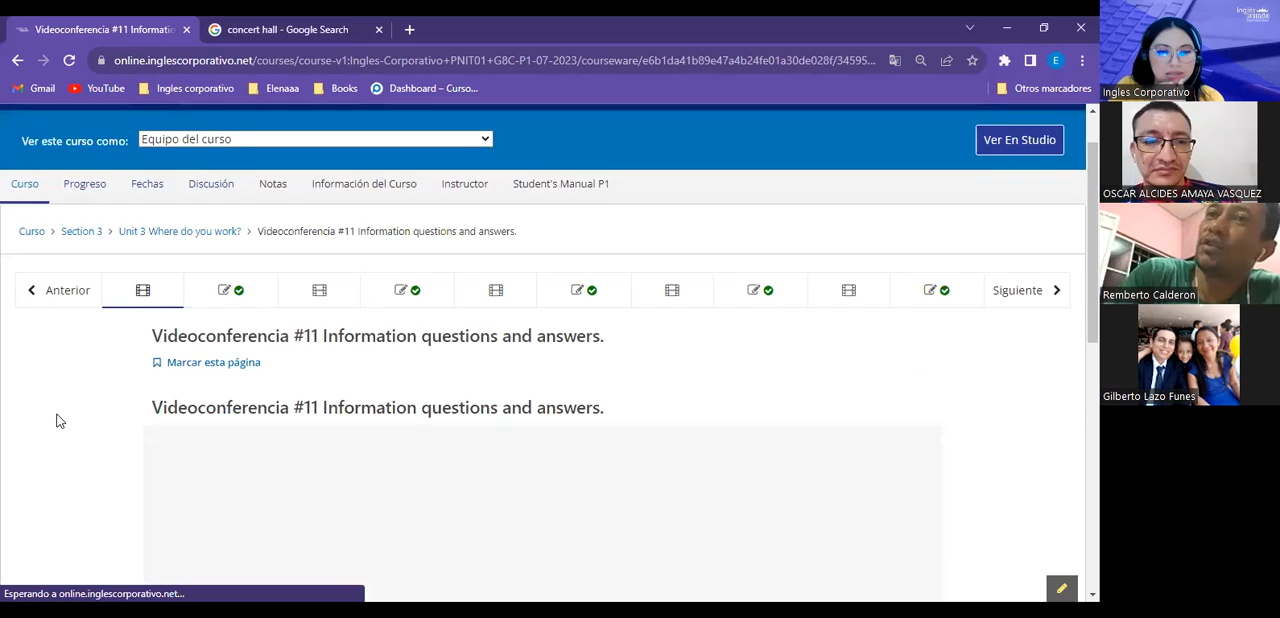 Videoconferencia #11 Informati
concert hall - Google Search
online.inglescorporativo.net/courses/course-v1:Ingles-Corporativo+PNIT01+G8C-P1-07-2023/courseware/e6b1da41b89e47a4b24fe01a30de028f/34595...
E
Gmail
YouTube
Ingles corporativo
Elenaaa
Books
Dashboard – Curso...
Otros marcadores
Ver este curso como:
Equipo del curso
Ver En Studio
Curso
Progreso
Fechas
Discusión
Notas
Información del Curso
Instructor
Student's Manual P1
Curso > Section 3 > Unit 3 Where do you work? > Videoconferencia #11 Information questions and answers.
Anterior
Siguiente
Videoconferencia #11 Information questions and answers.
Marcar esta página
Videoconferencia #11 Information questions and answers.
Esperando a online.inglescorporativo.net...
Ingles Corporativo
OSCAR ALCIDES AMAYA VASQUEZ
Remberto Calderon
Gilberto Lazo Funes